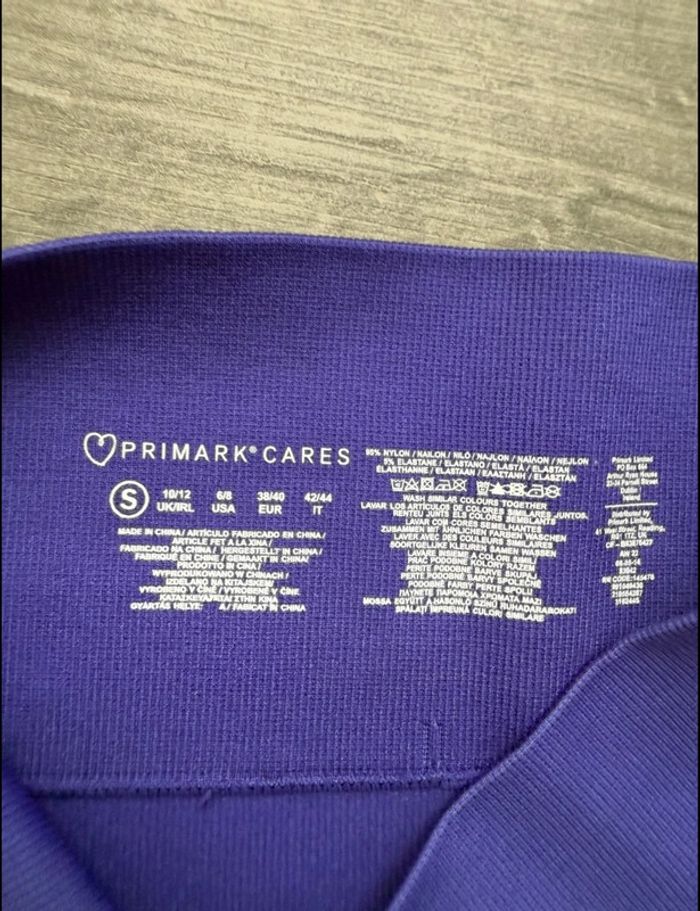 PRIMARK® CARES
S 10/12 6/8 38/40 42/44
UK/IRL USA EUR IT
MADE IN CHINA / ARTICULO FABRICADO EN CHINA /
ARTICLE FET A LA XINA /
FABRICADO NA CHINA / HERGESTELLT IN CHINA /
FABRIQUÉ EN CHINE / GEMAAKT IN CHINA /
PRODOTTO IN CINA /
WYPRODUKOWANO W CHINACH /
IZDELANO NA KITAJSKEM /
VYROBENO V ČÍNĚ / VYROBENÉ V ČÍNE
GYÁRTÁS HELYE: FABRICAT IN CHINA
95% NYLON / NAILON / NILÓ / NAJLON / NAÏLON / NEJLON
5% ELASTANE / ELASTANO / ELASTÀ / ELASTAN
ELASTHANNE / ELASTAAN / ΕΛΑΣΤΑΝΗ / ELASZTÁN
WASH SIMILAR COLOURS TOGETHER
LAVAR LOS ARTÍCULOS DE COLORES SIMILARES JUNTOS.
RENTEU JUNTS ELS COLORS SEMBLANTS
LAVAR COM CORES SEMELHANTES
ZUSAMMEN MIT ÄHNLICHEN FARBEN WASCHEN
LAVER AVEC DES COULEURS SIMILAIRES
SOORTGELIJKE KLEUREN SAMEN WASSEN
LAVARE INSIEME A COLORI SIMILI
PRAĆ PODOBNE KOLORY RAZEM
PERITE PODOBNE BARVE SKUPAJ
PERTE PODOBNÉ BARVY SPOLEČNĚ
PODOBNÉ FARBY PERTE SPOLU
ΠΛΥΝΕΤΕ ΠΑΡΟΜΟΙΑ ΧΡΩΜΑΤΑ ΜΑΖΙ
MOSSA EGYÜTT A HASONLÓ SZÍNŰ RUHADARABOKAT
SPĂLAȚI ÎMPREUNĂ CULORI SIMILARE
Primark Limited
PO Box 644
Arthur Ryan House
22-24 Parnell Street
Dublin
Ireland
Distributed by
Primark Limited,
41 West Street, Reading,
RG1 1TZ, UK